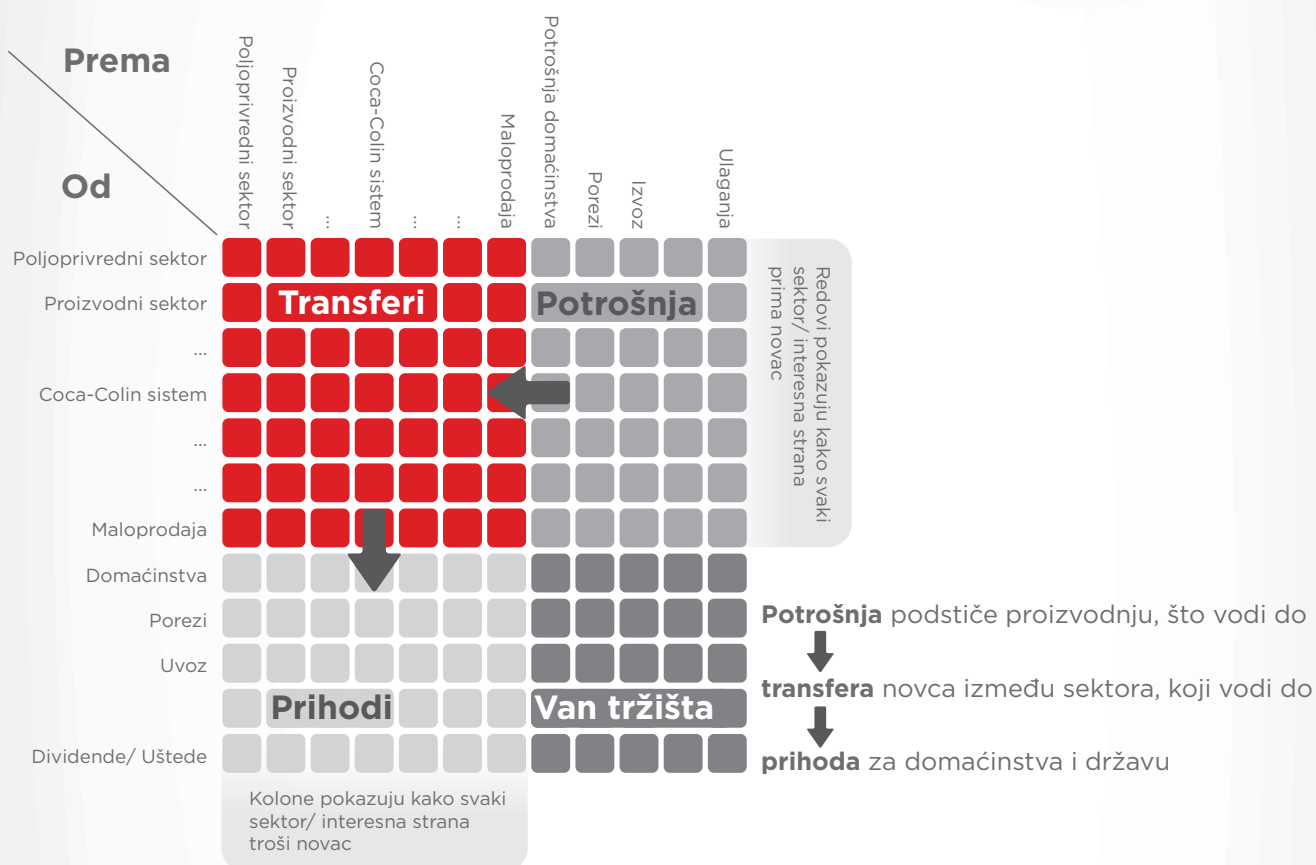 Prema
Od
Poljoprivredni sektor
Proizvodni sektor
...
Coca-Colin sistem
...
...
Maloprodaja
Potrošnja domaćinstva
Porezi
Izvoz
Ulaganja
Poljoprivredni sektor
Proizvodni sektor
...
Coca-Colin sistem
...
...
Maloprodaja
Domaćinstva
Porezi
Uvoz
Dividende/ Uštede
Transferi
Potrošnja
Prihodi
Van tržišta
Redovi pokazuju kako svaki
sektor/ interesna strana
prima novac
Kolone pokazuju kako svaki
sektor/ interesna strana
troši novac
Potrošnja podstiče proizvodnju, što vodi do
transfera novca između sektora, koji vodi do
prihoda za domaćinstva i državu